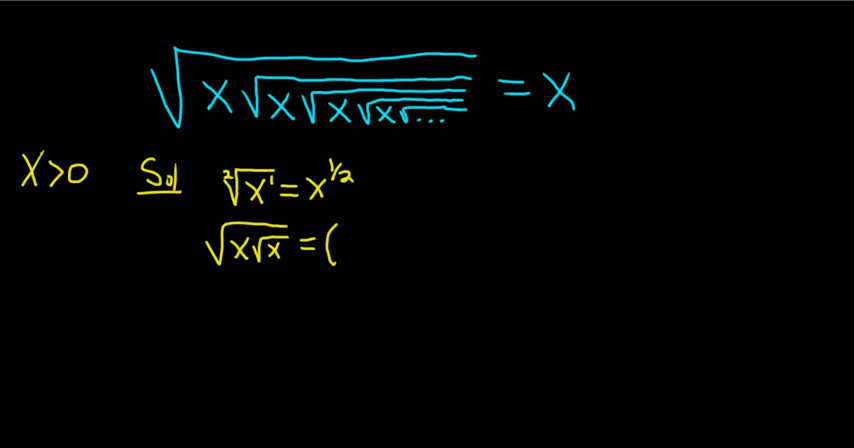 √(x√(x√(x√(x√...)))) = x
x>0 Sol ²√(x¹) = x^(1/2)
√(x√x) = (